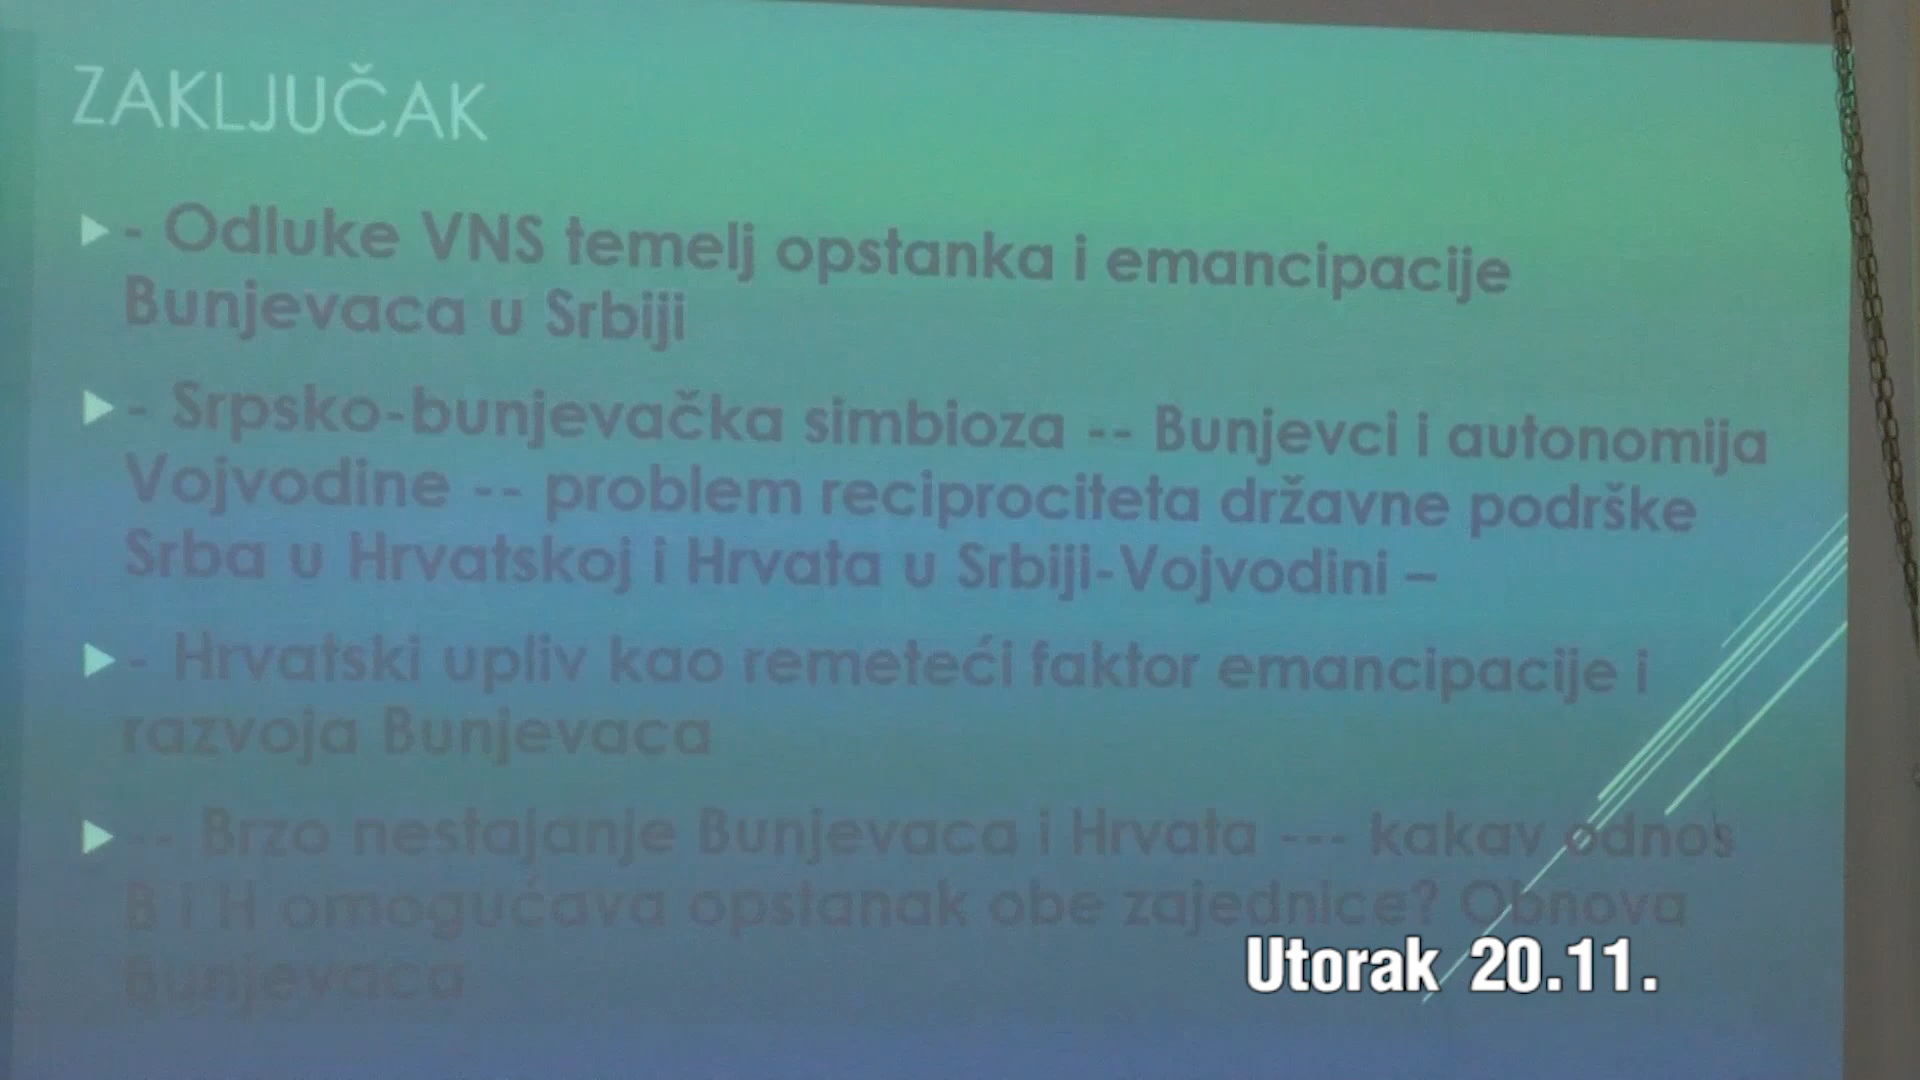 ZAKLJUČAK
- Odluke VNS temelj opstanka i emancipacije
Bunjevaca u Srbiji
- Srpsko-bunjevačka simbioza -- Bunjevci i autonomija
Vojvodine -- problem reciprociteta državne podrške
Srba u Hrvatskoj i Hrvata u Srbiji-Vojvodini –
- Hrvatski upliv kao remeteći faktor emancipacije i
razvoja Bunjevaca
-- Brzo nestajanje Bunjevaca i Hrvata --- kakav odnos
B i H omogućava opstanak obe zajednice? Obnova
Bunjevaca
Utorak 20.11.